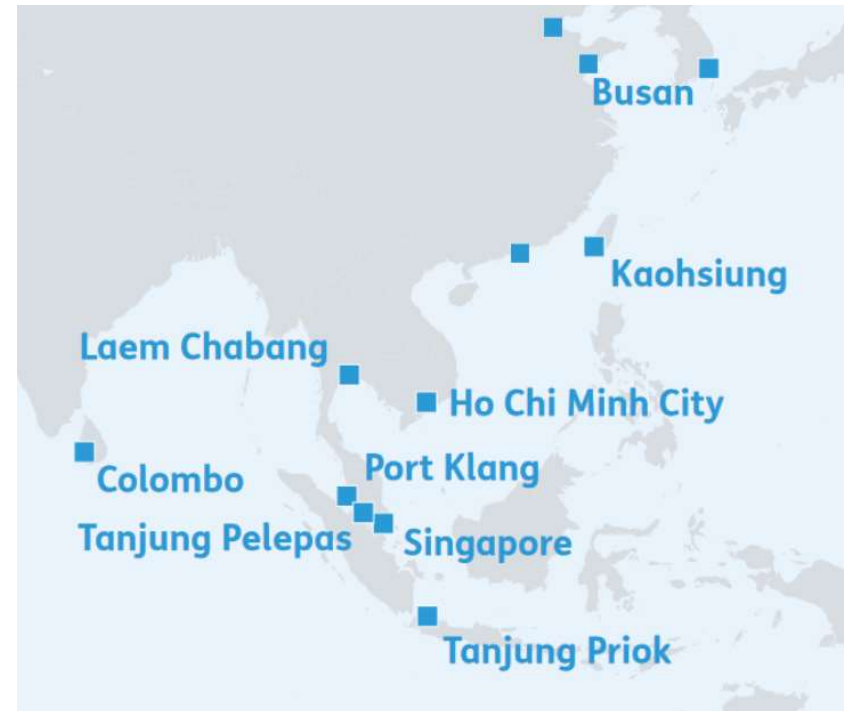 Busan
Kaohsiung
Laem Chabang
Ho Chi Minh City
Port Klang
Colombo
Tanjung Pelepas
Singapore
Tanjung Priok